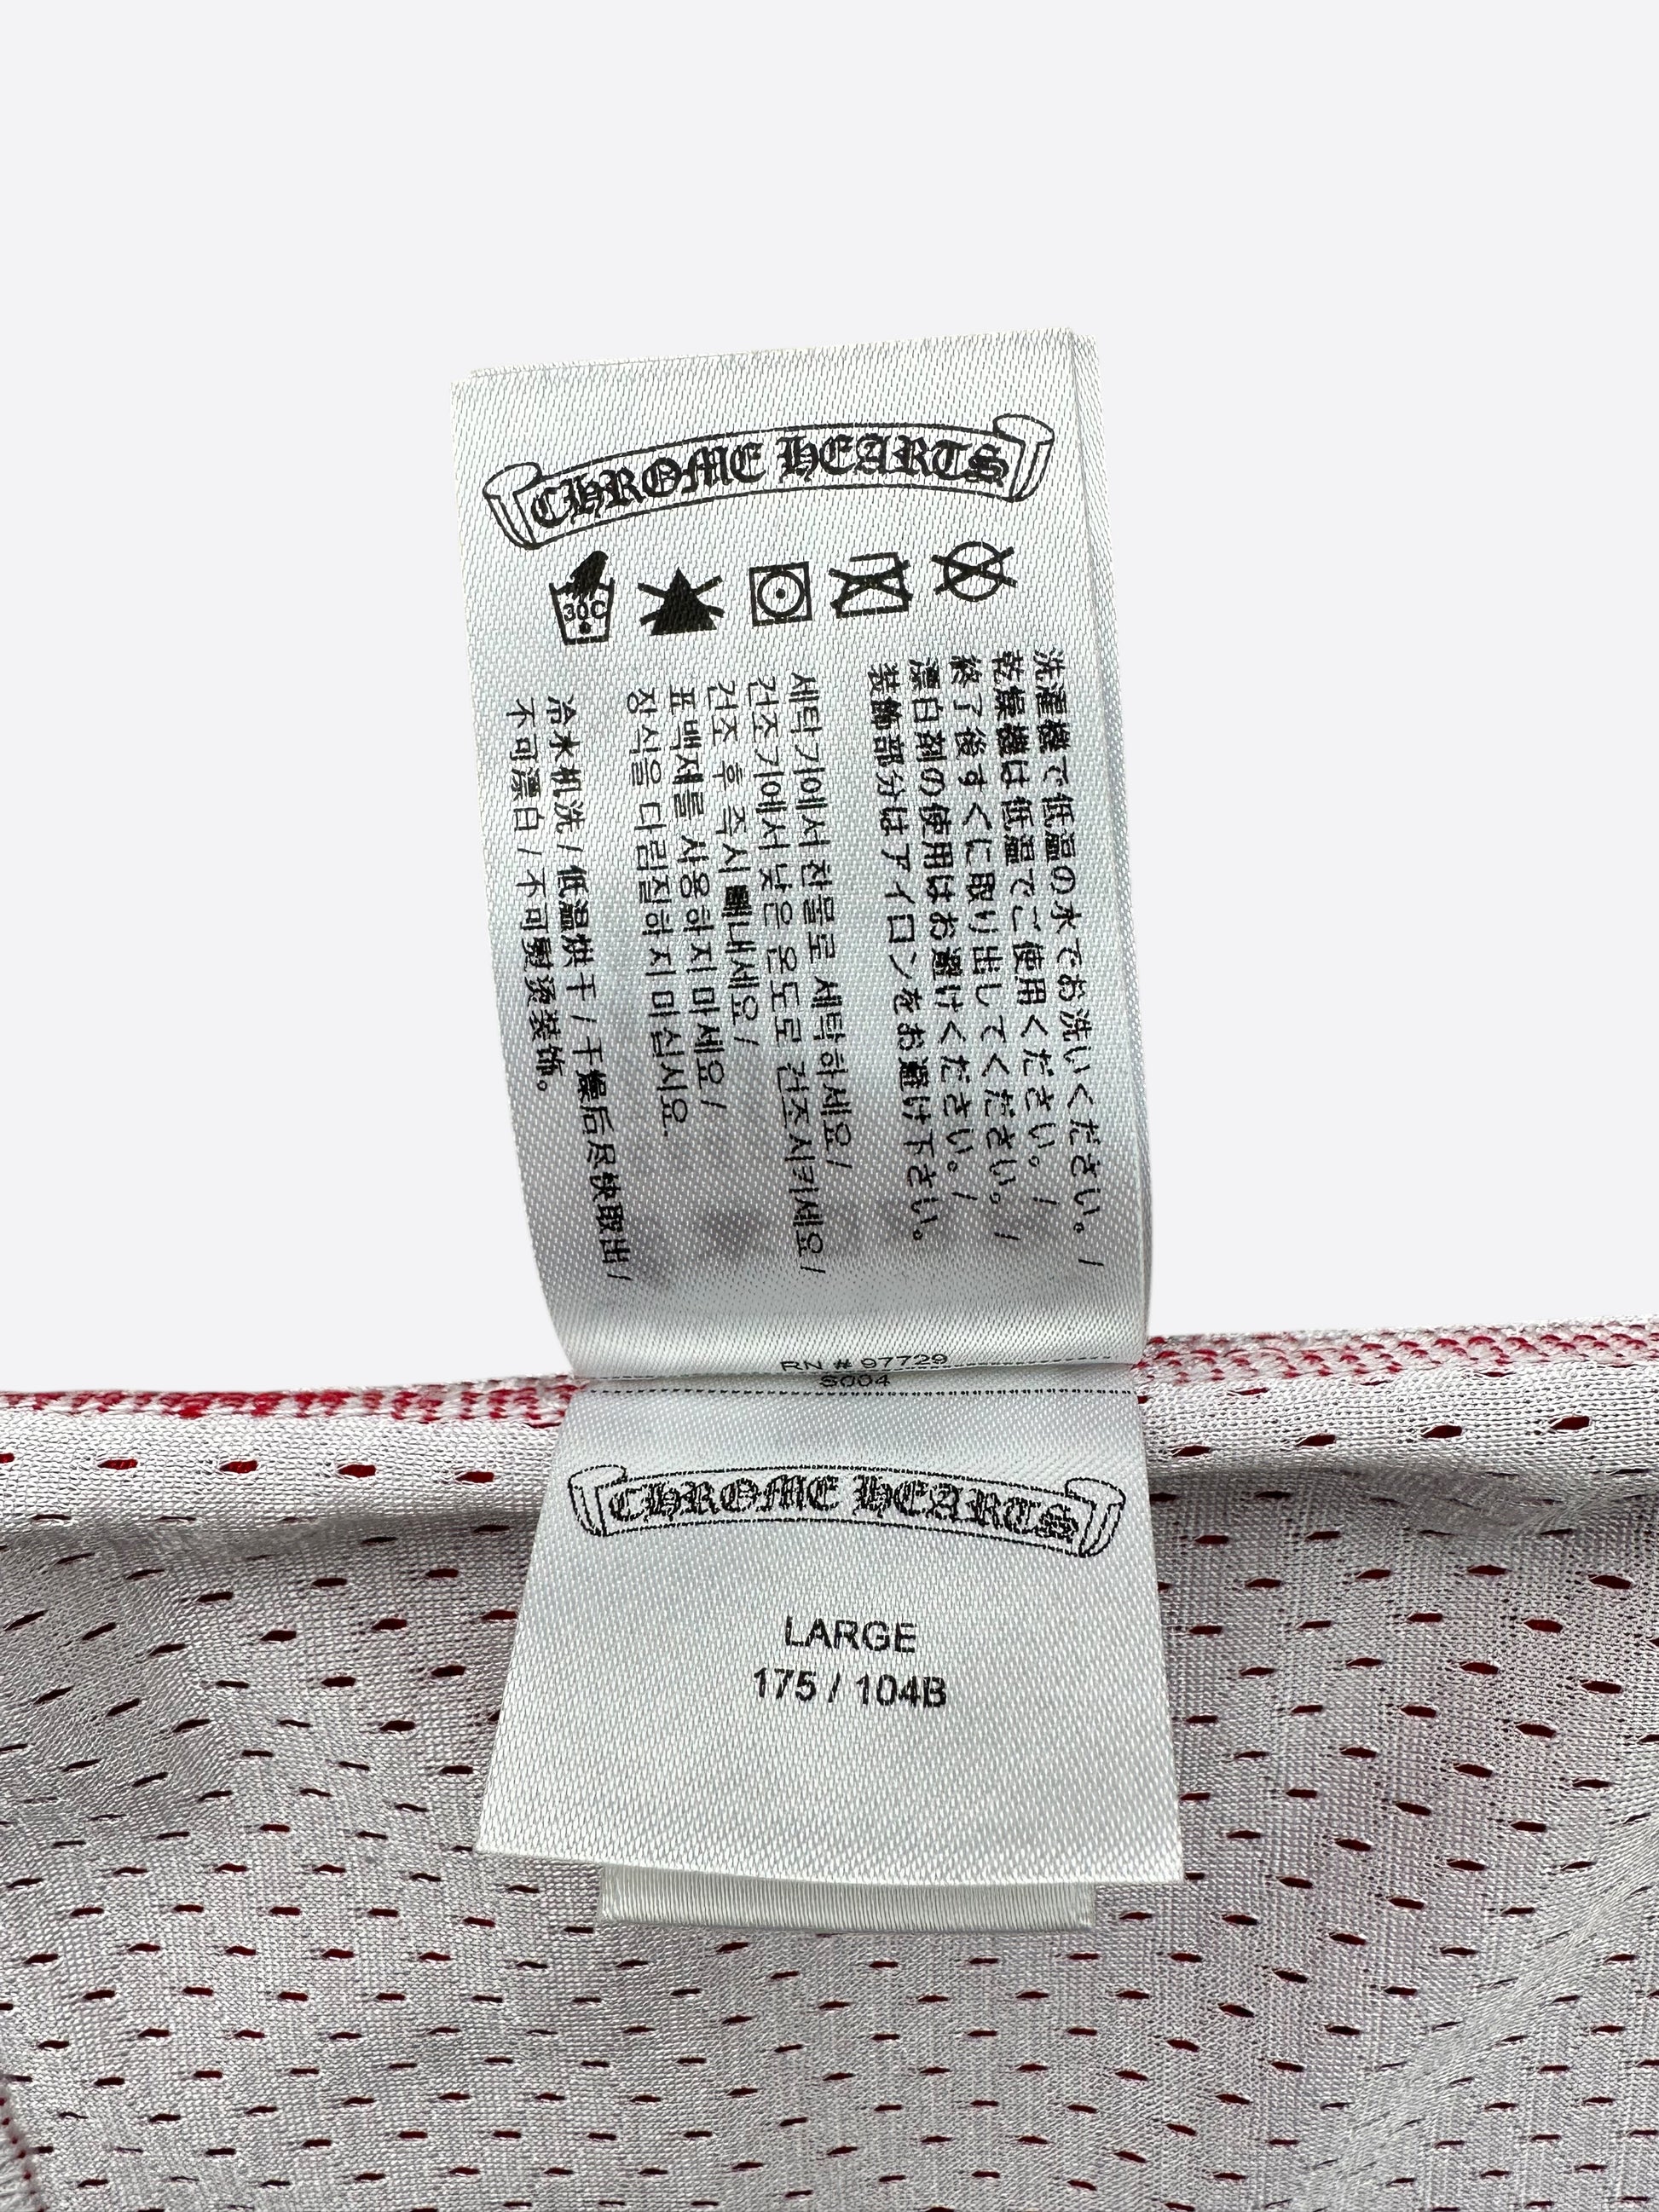 CHROME HEARTS
30C
洗濯機で低温の水でお洗いください。/
乾燥機は低温でご使用ください。/
終了後すぐに取り出してください。/
漂白剤の使用はお避けください。/
装飾部分はアイロンをお避け下さい。
세탁기에서 찬물로 세탁하세요/
건조기에서 낮은 온도로 건조시키세요/
건조 후 즉시 빼내세요/
표백제를 사용하지 마세요/
장식을 다림질하지 마십시요.
冷水机洗 / 低温烘干 / 干燥后尽快取出/
不可漂白 / 不可熨烫装饰。
RN # 97729
S004
CHROME HEARTS
LARGE
175 / 104B